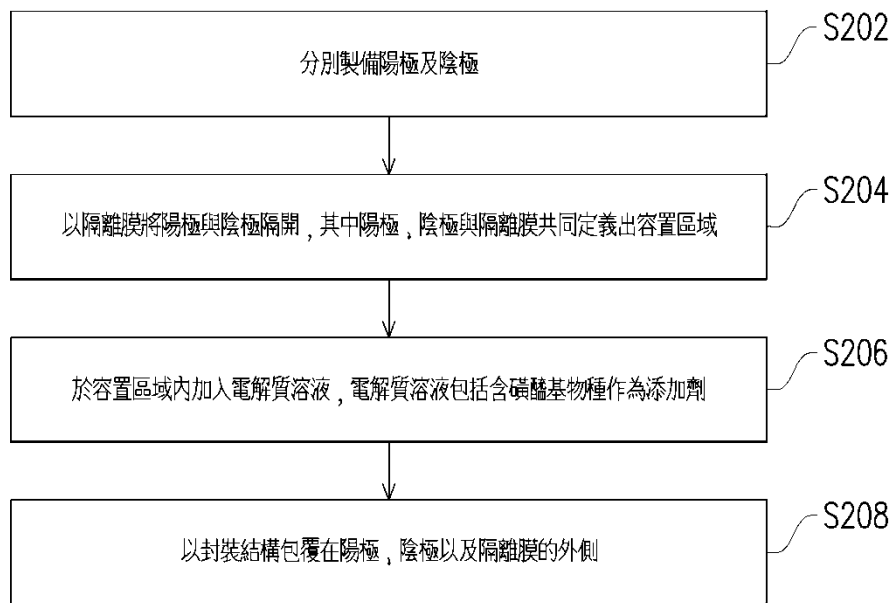 分別製備陽極及陰極
S202
以隔離膜將陽極與陰極隔開，其中陽極，陰極與隔離膜共同定義出容置區域
S204
於容置區域內加入電解質溶液，電解質溶液包括含磺醯基物種作為添加劑
S206
以封裝結構包覆在陽極，陰極以及隔離膜的外側
S208